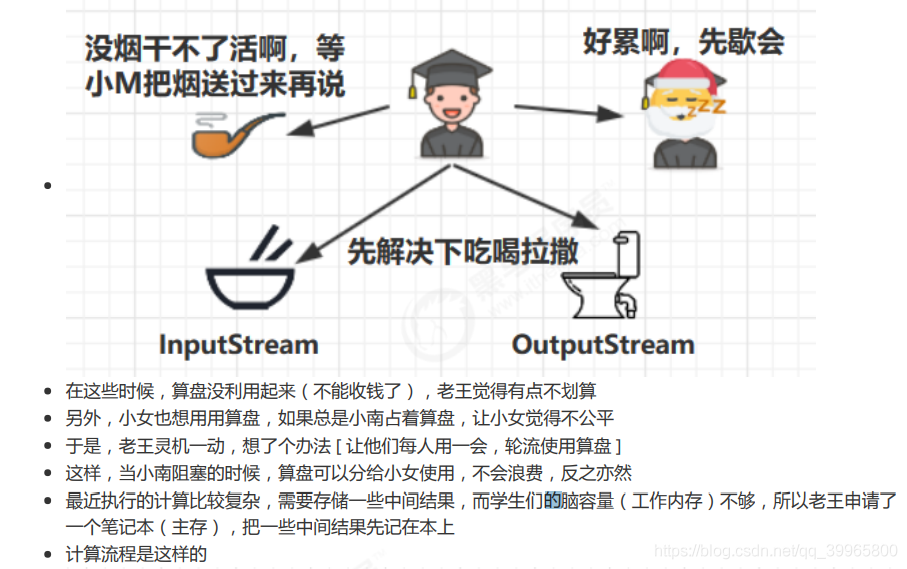 没烟干不了活啊，等
小M把烟送过来再说
好累啊，先歇会
zzz
先解决下吃喝拉撒
InputStream
OutputStream
在这些时候，算盘没利用起来（不能收钱了），老王觉得有点不划算
另外，小女也想用用算盘，如果总是小南占着算盘，让小女觉得不公平
于是，老王灵机一动，想了个办法 [ 让他们每人用一会，轮流使用算盘 ]
这样，当小南阻塞的时候，算盘可以分给小女使用，不会浪费，反之亦然
最近执行的计算比较复杂，需要存储一些中间结果，而学生们的脑容量（工作内存）不够，所以老王申请了
一个笔记本（主存），把一些中间结果先记在本上
计算流程是这样的
https://blog.csdn.net/qq_39965800